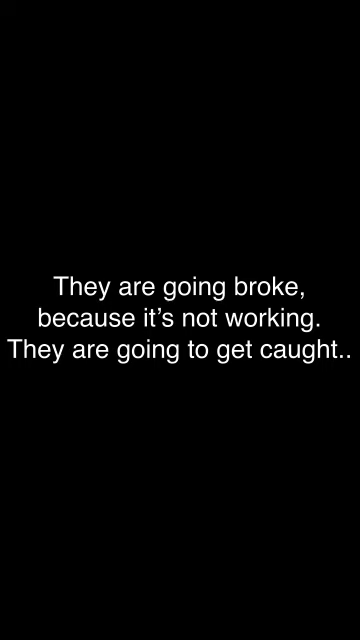 They are going broke,
because it’s not working.
They are going to get caught..